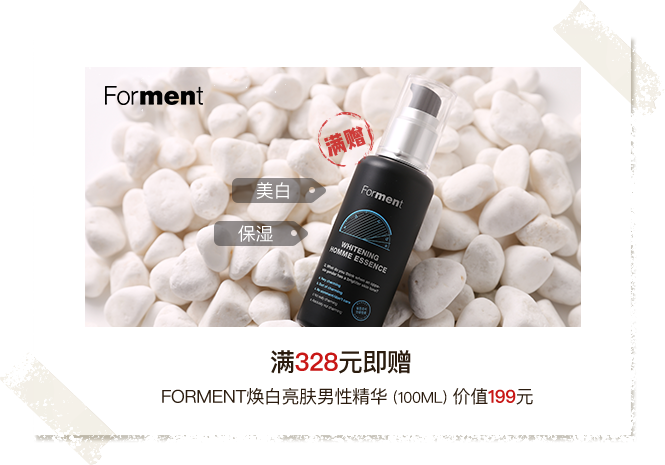 Forment
满赠
美白
保湿
Forment
WHITENING
HOMME ESSENCE
满328元即赠
FORMENT焕白亮肤男性精华 (100ML) 价值199元